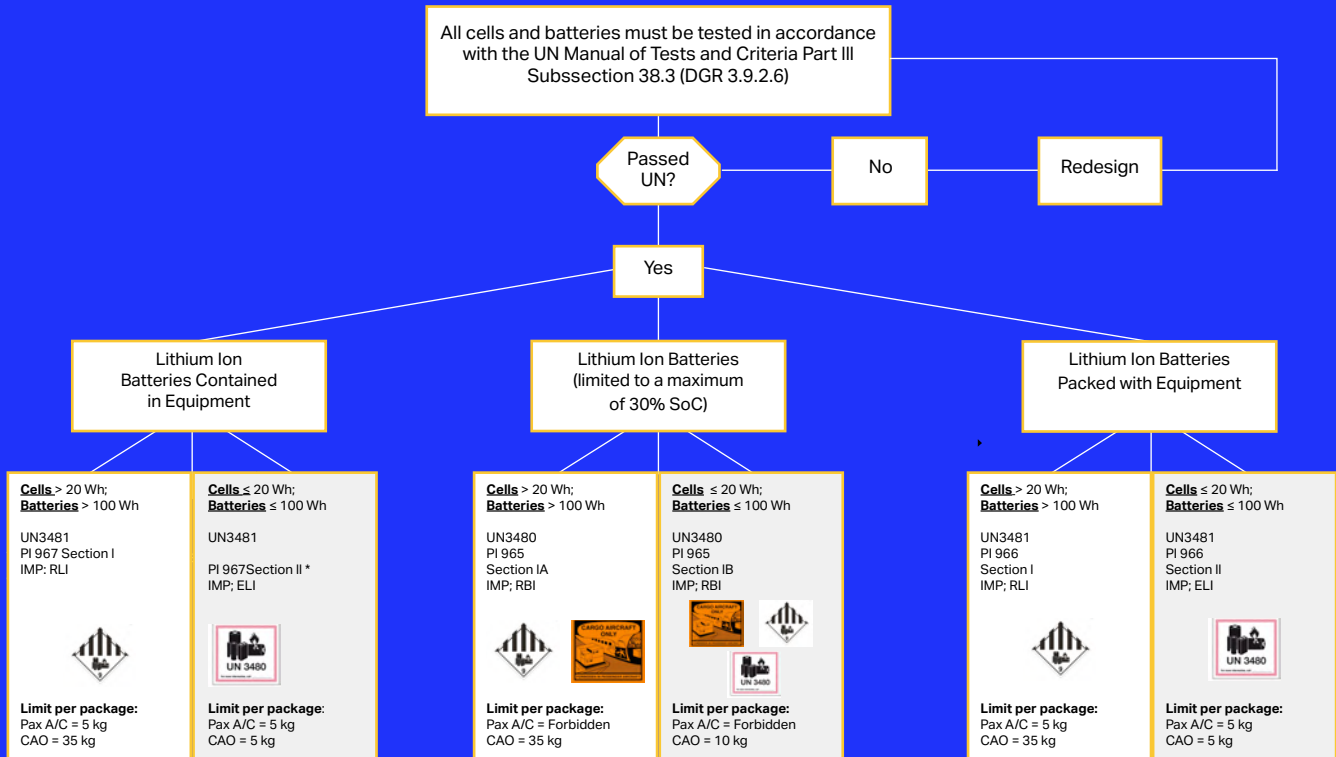 All cells and batteries must be tested in accordance
with the UN Manual of Tests and Criteria Part III
Subssection 38.3 (DGR 3.9.2.6)
Passed
UN?
No
Redesign
Yes
Lithium Ion
Batteries Contained
in Equipment
Lithium Ion Batteries
(limited to a maximum
of 30% SoC)
Lithium Ion Batteries
Packed with Equipment
Cells > 20 Wh;
Batteries > 100 Wh
UN3481
PI 967 Section I
IMP: RLI
9
Limit per package:
Pax A/C = 5 kg
CAO = 35 kg
Cells ≤ 20 Wh;
Batteries ≤ 100 Wh
UN3481
PI 967Section II *
IMP; ELI
UN 3480
Limit per package:
Pax A/C = 5 kg
CAO = 5 kg
Cells > 20 Wh;
Batteries > 100 Wh
UN3480
PI 965
Section IA
IMP; RBI
9
CARGO AIRCRAFT
ONLY
Limit per package:
Pax A/C = Forbidden
CAO = 35 kg
Cells ≤ 20 Wh;
Batteries ≤ 100 Wh
UN3480
PI 965
Section IB
IMP; RBI
CARGO AIRCRAFT
ONLY
UN 3480
Limit per package:
Pax A/C = Forbidden
CAO = 10 kg
Cells > 20 Wh;
Batteries > 100 Wh
UN3481
PI 966
Section I
IMP; RLI
9
Limit per package:
Pax A/C = 5 kg
CAO = 35 kg
Cells ≤ 20 Wh;
Batteries ≤ 100 Wh
UN3481
PI 966
Section II
IMP; ELI
UN 3480
Limit per package:
Pax A/C = 5 kg
CAO = 5 kg